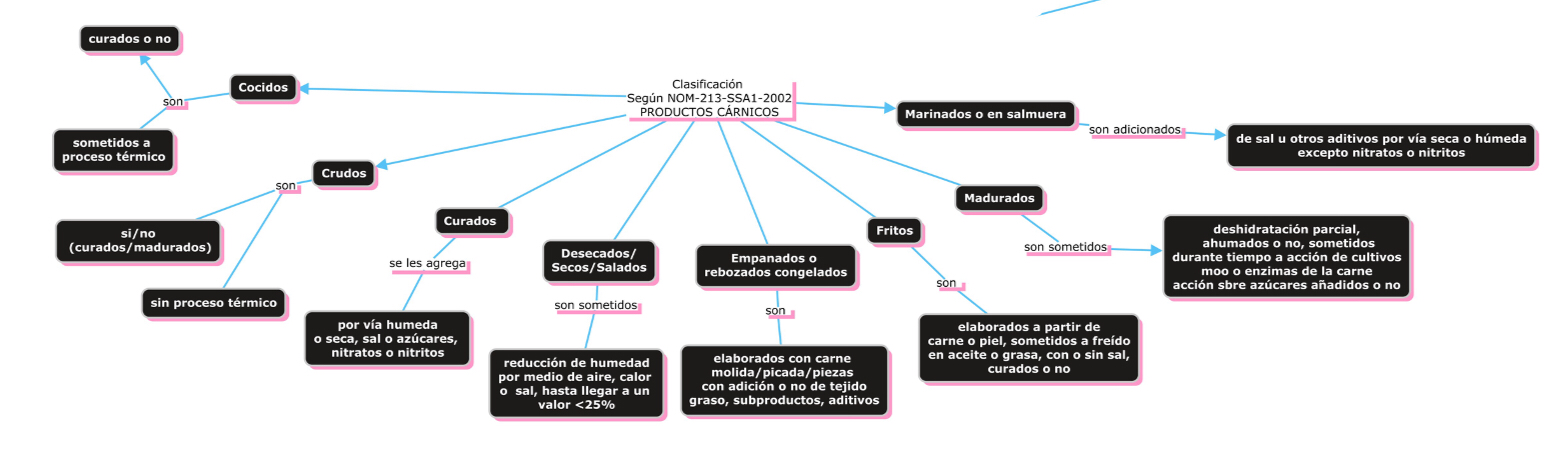 Clasificación
Según NOM-213-SSA1-2002
PRODUCTOS CÁRNICOS
Cocidos
son
curados o no
sometidos a
proceso térmico
Crudos
son
si/no
(curados/madurados)
sin proceso térmico
Curados
se les agrega
por vía humeda
o seca, sal o azúcares,
nitratos o nitritos
Desecados/
Secos/Salados
son sometidos
reducción de humedad
por medio de aire, calor
o sal, hasta llegar a un
valor <25%
Empanados o
rebozados congelados
son
elaborados con carne
molida/picada/piezas
con adición o no de tejido
graso, subproductos, aditivos
Fritos
son
elaborados a partir de
carne o piel, sometidos a freído
en aceite o grasa, con o sin sal,
curados o no
Madurados
son sometidos
deshidratación parcial,
ahumados o no, sometidos
durante tiempo a acción de cultivos
moo o enzimas de la carne
acción sbre azúcares añadidos o no
Marinados o en salmuera
son adicionados
de sal u otros aditivos por vía seca o húmeda
excepto nitratos o nitritos